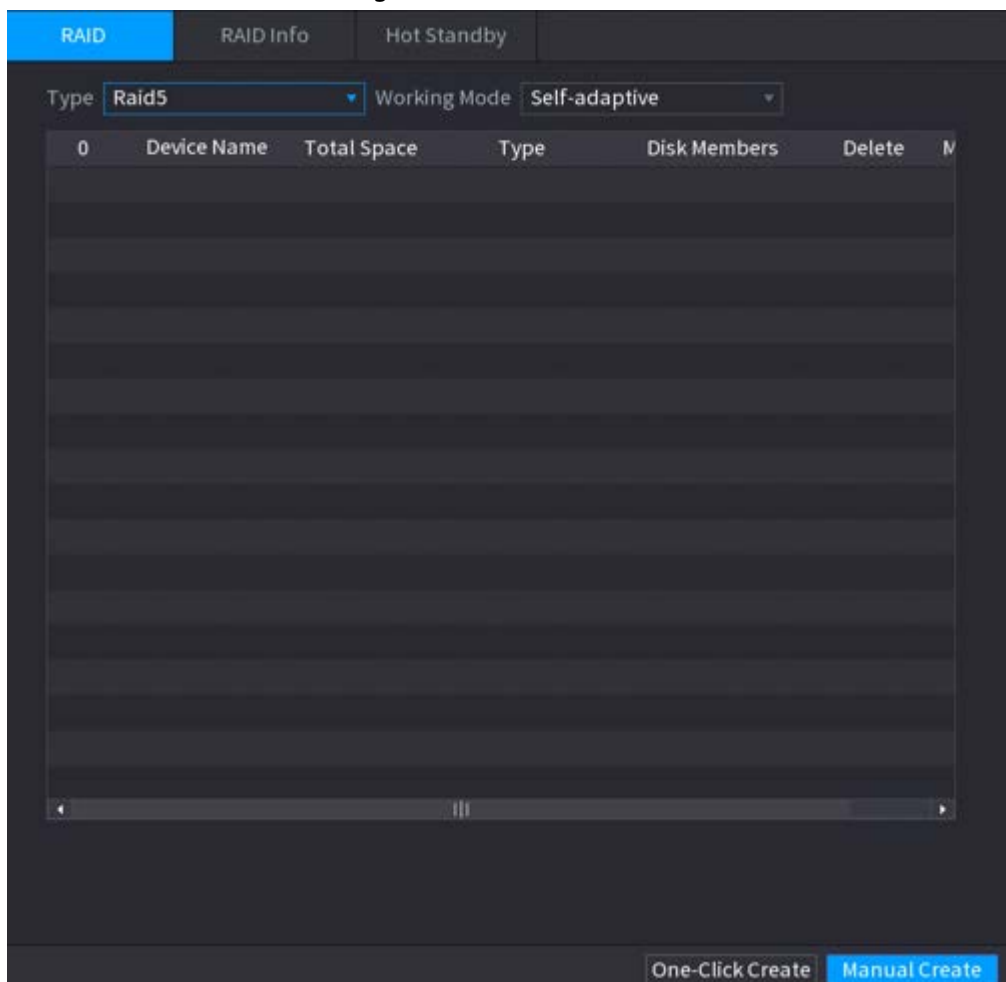 RAID RAID Info Hot Standby
Type Raid5 Working Mode Self-adaptive
0 Device Name Total Space Type Disk Members Delete M
One-Click Create Manual Create